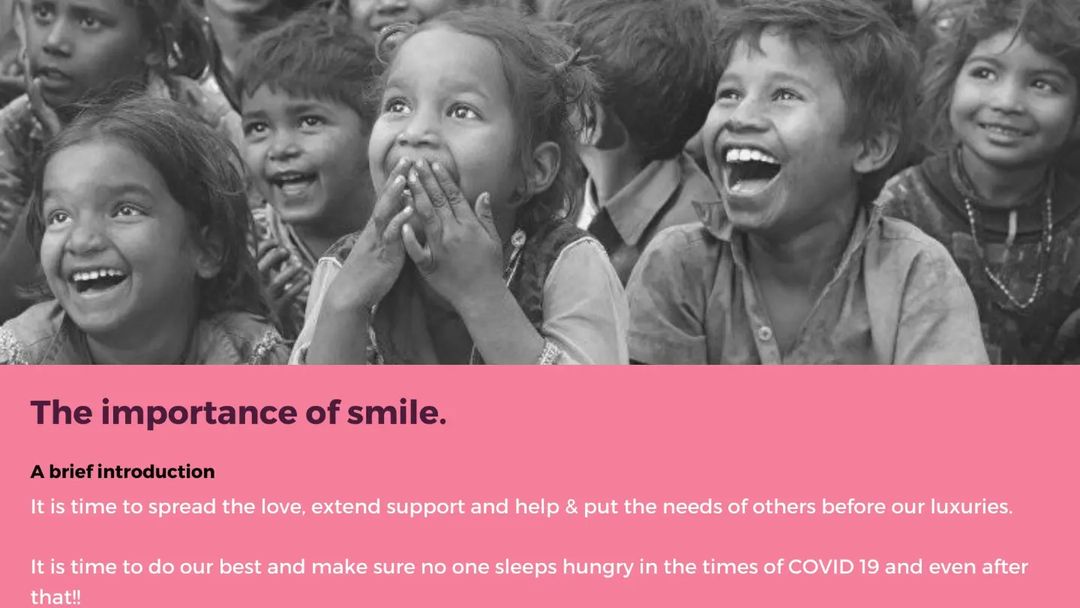 The importance of smile.
A brief introduction
It is time to spread the love, extend support and help & put the needs of others before our luxuries.
It is time to do our best and make sure no one sleeps hungry in the times of COVID 19 and even after
that!!